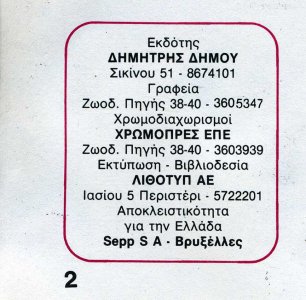 Εκδότης
ΔΗΜΗΤΡΗΣ ΔΗΜΟΥ
Σικίνου 51 - 8674101
Γραφεία
Ζωοδ. Πηγής 38-40 - 3605347
Χρωμοδιαχωρισμοί
ΧΡΩΜΟΠΡΕΣ ΕΠΕ
Ζωοδ. Πηγής 38-40 - 3603939
Εκτύπωση - Βιβλιοδεσία
ΛΙΘΟΤΥΠ ΑΕ
Ιασίου 5 Περιστέρι - 5722201
Αποκλειστικότητα
για την Ελλάδα
Sepp S A - Βρυξέλλες
2